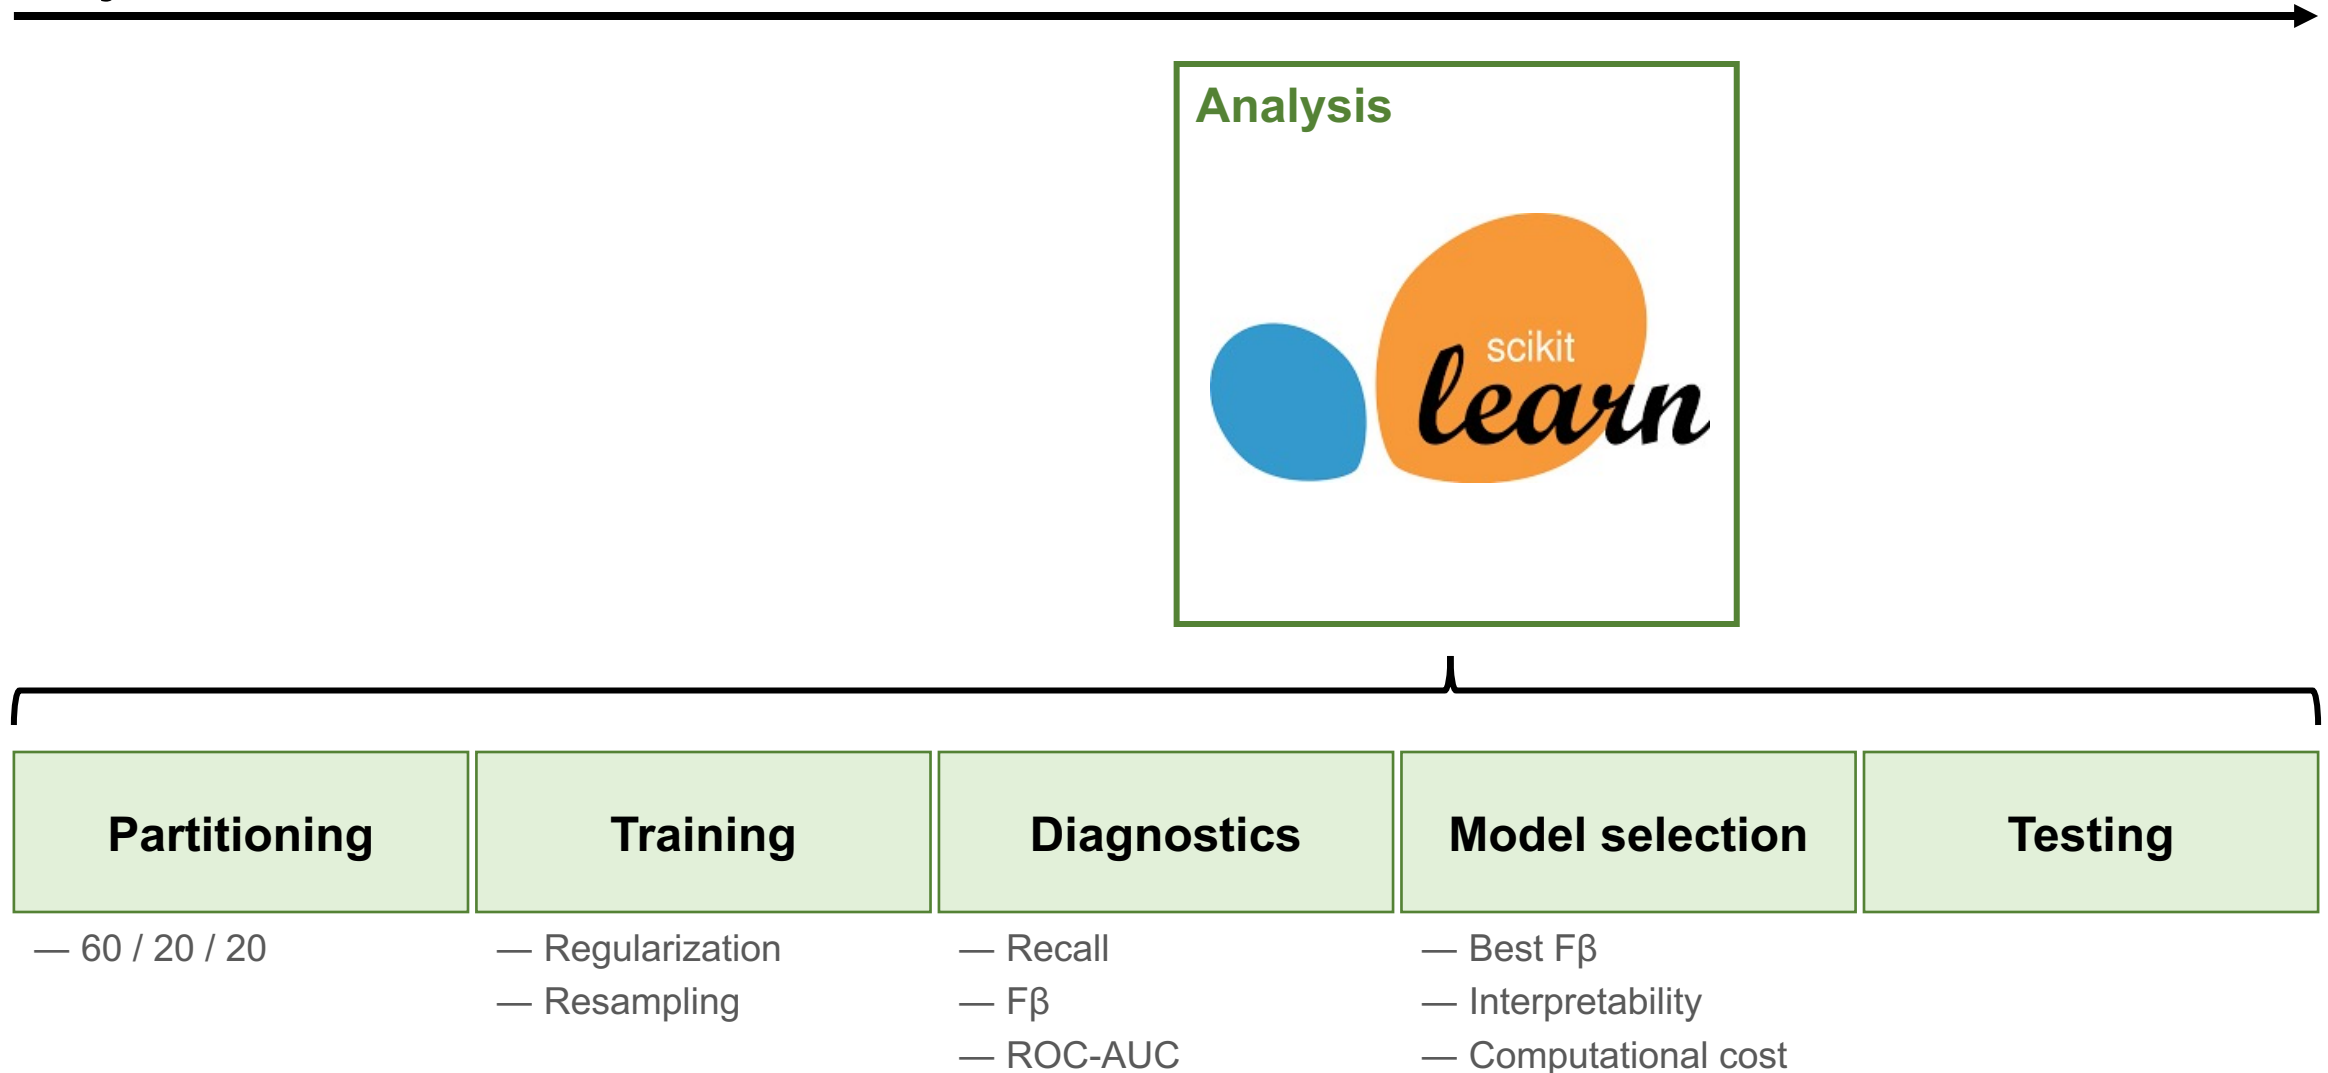 Analysis
scikit
learn
Partitioning
Training
Diagnostics
Model selection
Testing
— 60 / 20 / 20
— Regularization
— Resampling
— Recall
— Fβ
— ROC-AUC
— Best Fβ
— Interpretability
— Computational cost